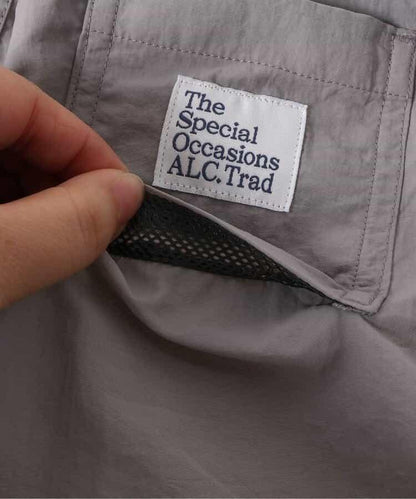 The
Special
Occasions
ALC.Trad